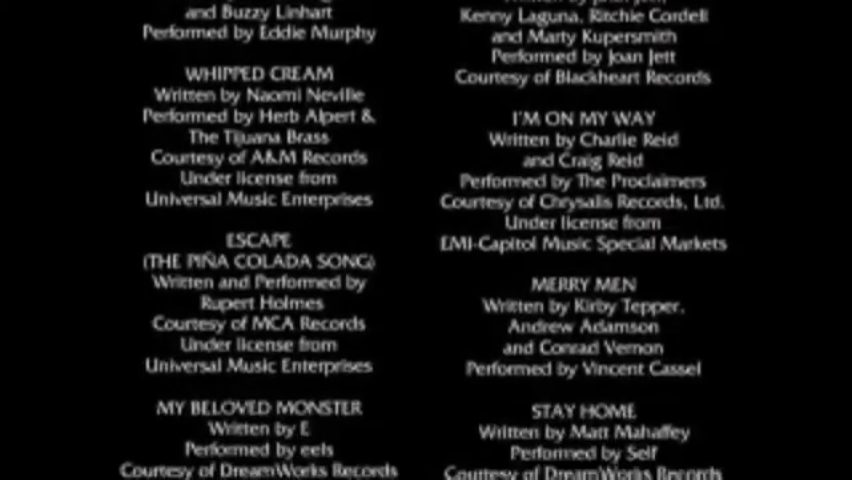 and Buzzy Linhart
Performed by Eddie Murphy
WHIPPED CREAM
Written by Naomi Neville
Performed by Herb Alpert &
The Tijuana Brass
Courtesy of A&M Records
Under license from
Universal Music Enterprises
ESCAPE
(THE PIÑA COLADA SONG)
Written and Performed by
Rupert Holmes
Courtesy of MCA Records
Under license from
Universal Music Enterprises
MY BELOVED MONSTER
Written by E
Performed by eels
Courtesy of DreamWorks Records
Kenny Laguna, Ritchie Cordell
and Marty Kupersmith
Performed by Joan Jett
Courtesy of Blackheart Records
I'M ON MY WAY
Written by Charlie Reid
and Craig Reid
Performed by The Proclaimers
Courtesy of Chrysalis Records, Ltd.
Under license from
EMI-Capitol Music Special Markets
MERRY MEN
Written by Kirby Tepper,
Andrew Adamson
and Conrad Vernon
Performed by Vincent Cassel
STAY HOME
Written by Matt Mahaffey
Performed by Self
Courtesy of DreamWorks Records